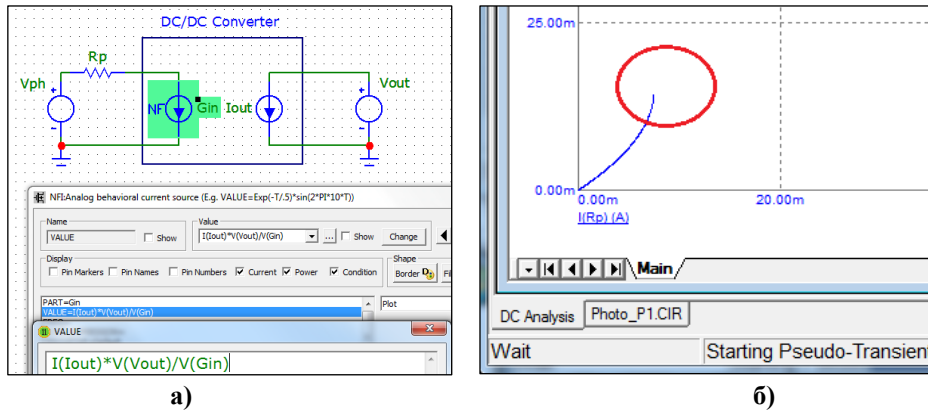 DC/DC Converter
Rp
Vph
NF
Gin
Iout
Vout
NFI:Analog behavioral current source (E.g. VALUE=Exp(-T/.5)*sin(2*PI*10*T))
Name
Value
VALUE
Show
I(Iout)*V(Vout)/V(Gin)
...
Show
Change
Display
Pin Markers
Pin Names
Pin Numbers
Current
Power
Condition
Shape
Border
PART=Gin
VALUE=I(Iout)*V(Vout)/V(Gin)
Plot
VALUE
I(Iout)*V(Vout)/V(Gin)
а)
25.00m
0.00m
0.00m
20.00m
I(Rp) (A)
Main
DC Analysis
Photo_P1.CIR
Wait
Starting Pseudo-Transien
б)